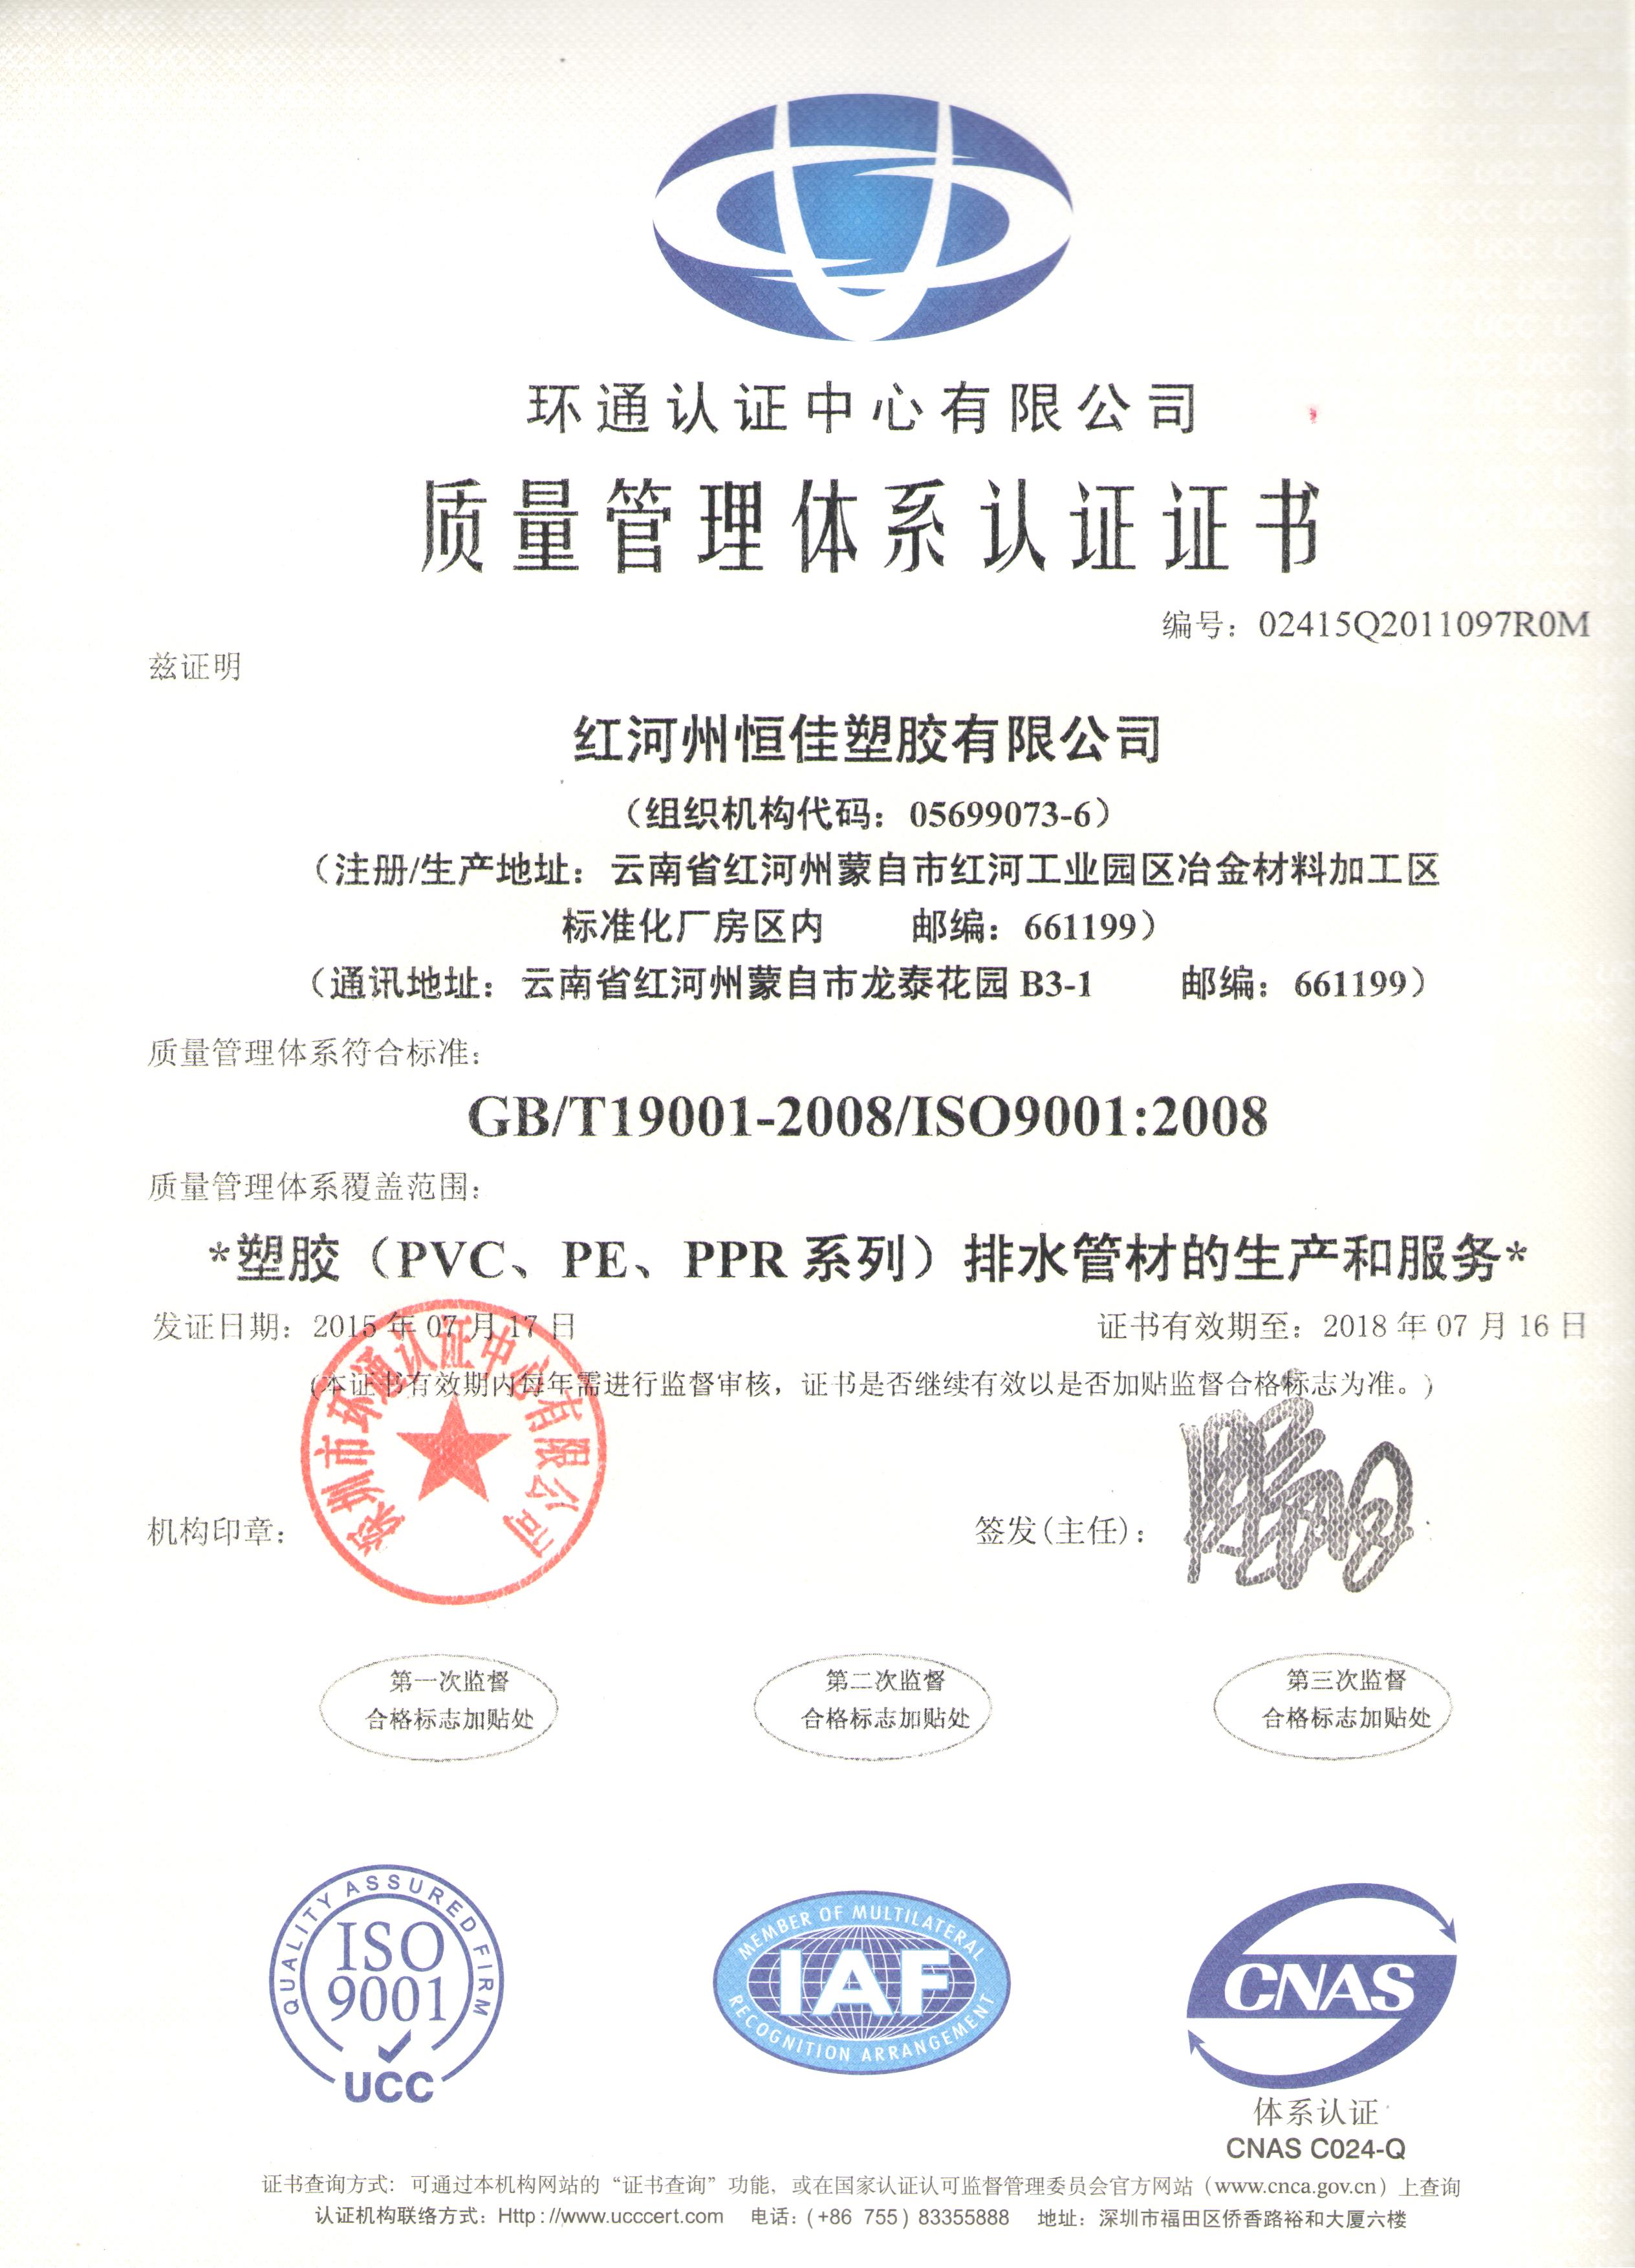 环通认证中心有限公司
质量管理体系认证证书
编号：02415Q2011097R0M
兹证明
红河州恒佳塑胶有限公司
（组织机构代码：05699073-6）
（注册/生产地址：云南省红河州蒙自市红河工业园区冶金材料加工区
标准化厂房区内 邮编：661199）
（通讯地址：云南省红河州蒙自市龙泰花园 B3-1 邮编：661199）
质量管理体系符合标准：
GB/T19001-2008/ISO9001:2008
质量管理体系覆盖范围：
*塑胶（PVC、PE、PPR 系列）排水管材的生产和服务*
发证日期：2015 年 07 月 17 日 证书有效期至：2018 年 07 月 16 日
(本证书有效期内每年需进行监督审核，证书是否继续有效以是否加贴监督合格标志为准。)
深圳市环通认证中心有限公司
机构印章： 签发(主任)：
第一次监督
合格标志加贴处
第二次监督
合格标志加贴处
第三次监督
合格标志加贴处
QUALITY ASSURED FIRM
ISO
9001
UCC
MEMBER OF MULTILATERAL
IAF
RECOGNITION ARRANGEMENT
CNAS
体系认证
CNAS C024-Q
证书查询方式：可通过本机构网站的“证书查询”功能，或在国家认证认可监督管理委员会官方网站（www.cnca.gov.cn）上查询
认证机构联络方式：Http://www.ucccert.com 电话：(+86 755) 83355888 地址：深圳市福田区侨香路裕和大厦六楼